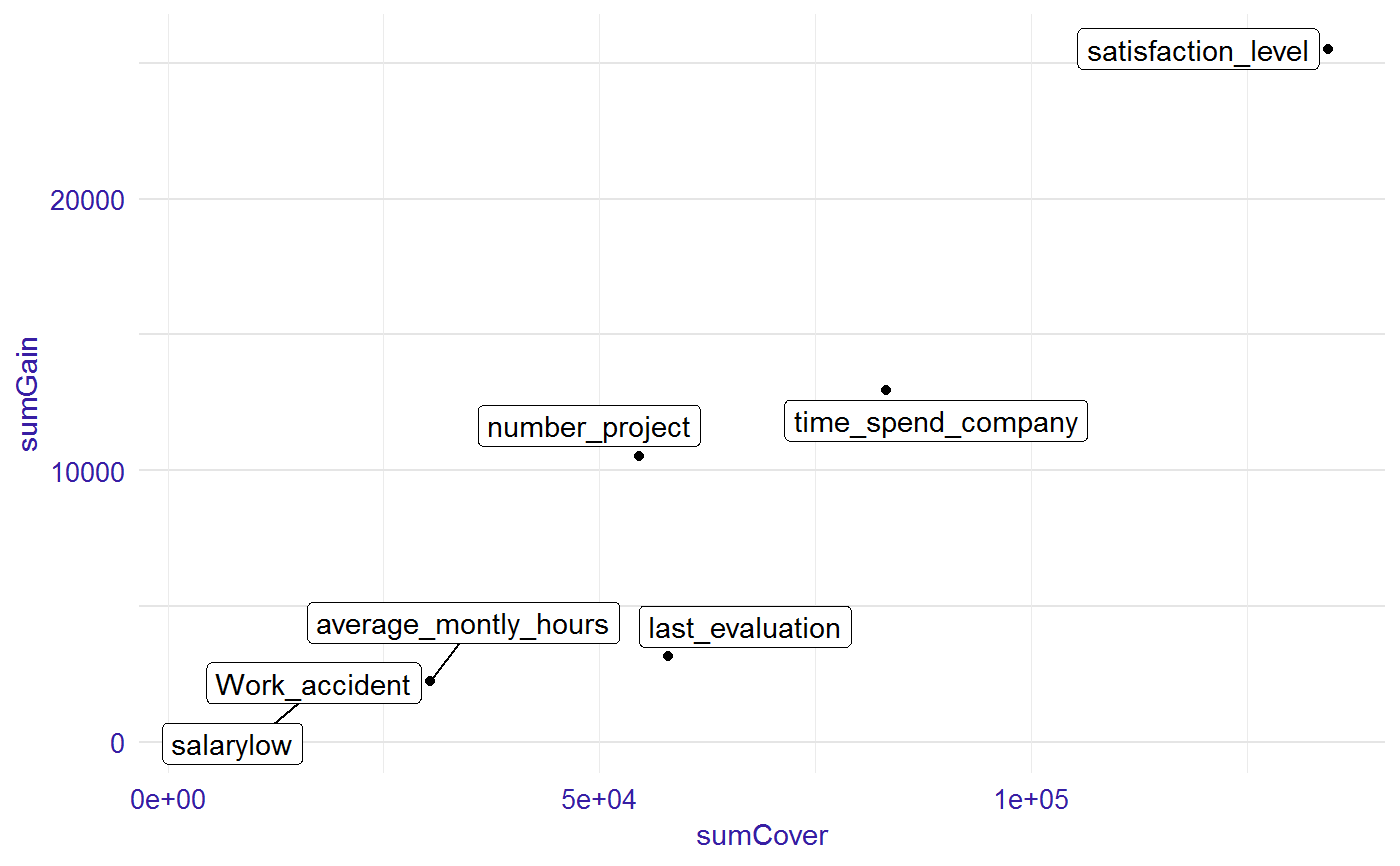 satisfaction_level
20000
time_spend_company
number_project
sumGain
10000
average_montly_hours
last_evaluation
Work_accident
salarylow
0
0e+00
5e+04
1e+05
sumCover